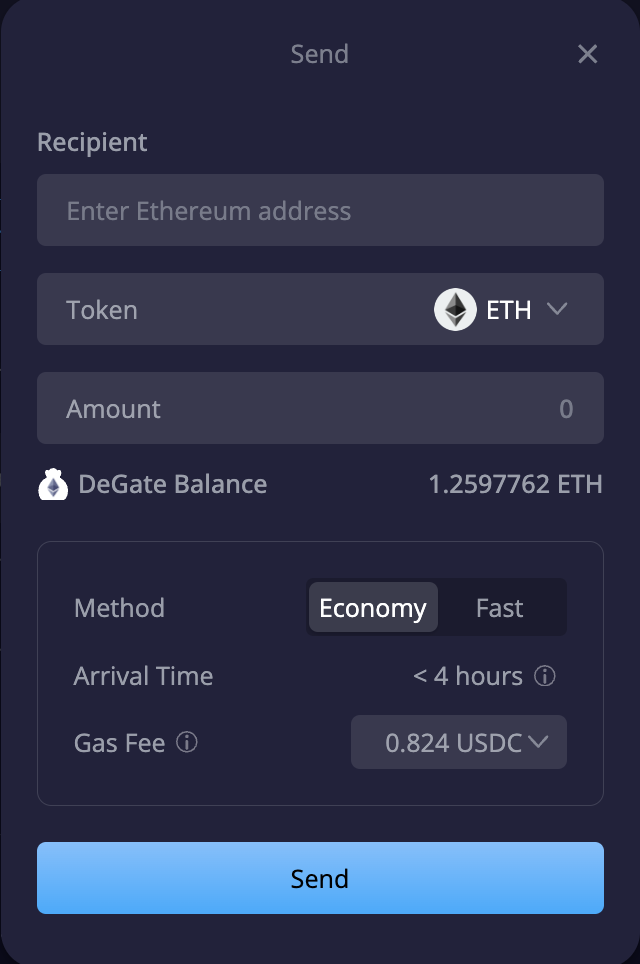 Send
Recipient
Enter Ethereum address
Token ETH
Amount 0
DeGate Balance 1.2597762 ETH
Method Economy Fast
Arrival Time < 4 hours
Gas Fee 0.824 USDC
Send